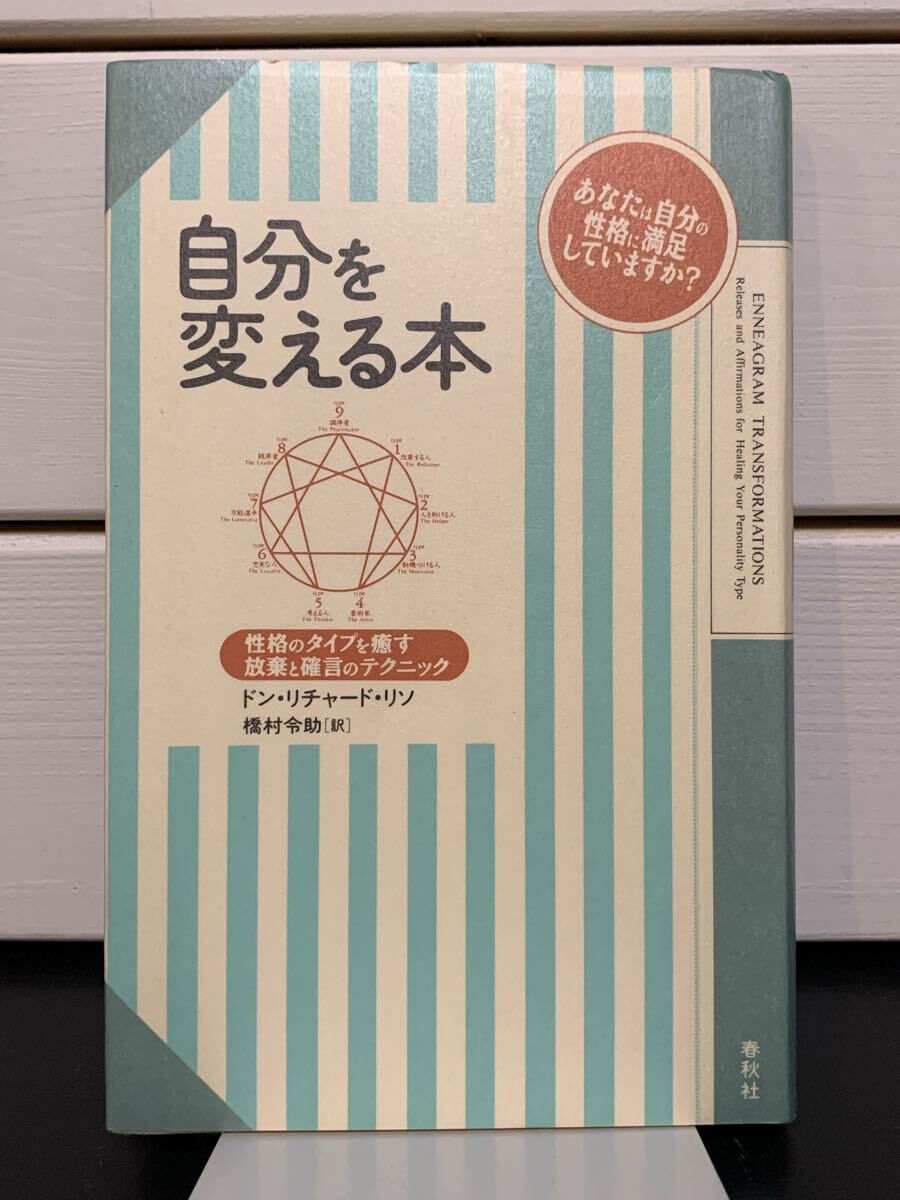 あなたは自分の
性格に満足
していますか?
自分を
変える本
type
9
調停者
The Peacemaker
type
8
統率者
The Leader
type
1
改革する人
The Reformer
type
7
万能選手
The Generalist
type
2
人を助ける人
The Helper
type
6
忠実な人
The Loyalist
type
3
動機づける人
The Motivator
type
5
考える人
The Thinker
type
4
芸術家
The Artist
性格のタイプを癒す
放棄と確言のテクニック
ドン・リチャード・リソ
橋村令助[訳]
ENNEAGRAM TRANSFORMATIONS
Releases and Affirmations for Healing Your Personality Type
春秋社